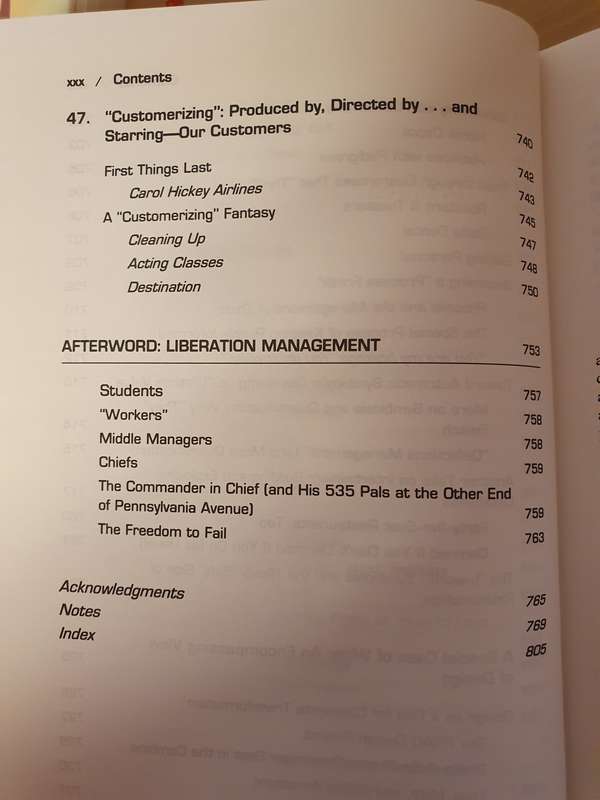 xxx / Contents
47. "Customerizing": Produced by, Directed by . . . and
Starring—Our Customers 740
First Things Last 742
Carol Hickey Airlines 743
A "Customerizing" Fantasy 745
Cleaning Up 747
Acting Classes 748
Destination 750
AFTERWORD: LIBERATION MANAGEMENT 753
Students 757
"Workers" 758
Middle Managers 758
Chiefs 759
The Commander in Chief (and His 535 Pals at the Other End
of Pennsylvania Avenue) 759
The Freedom to Fail 763
Acknowledgments 765
Notes 769
Index 805